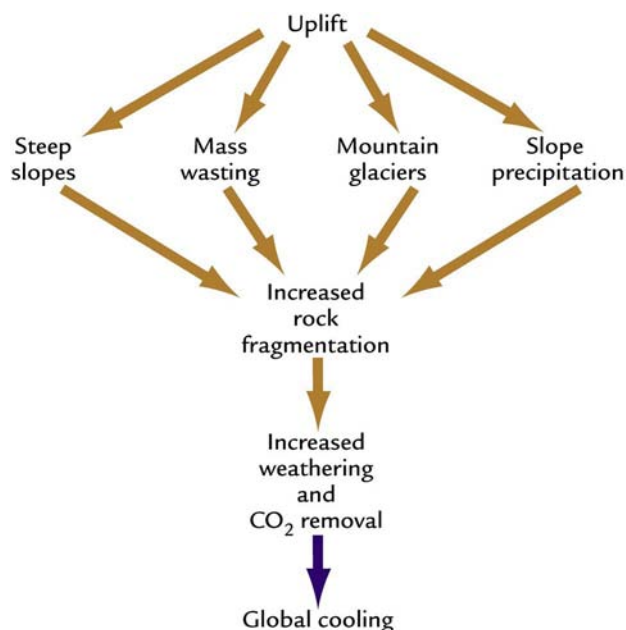 Uplift
Steep
slopes
Mass
wasting
Mountain
glaciers
Slope
precipitation
Increased
rock
fragmentation
Increased
weathering
and
CO₂ removal
Global cooling